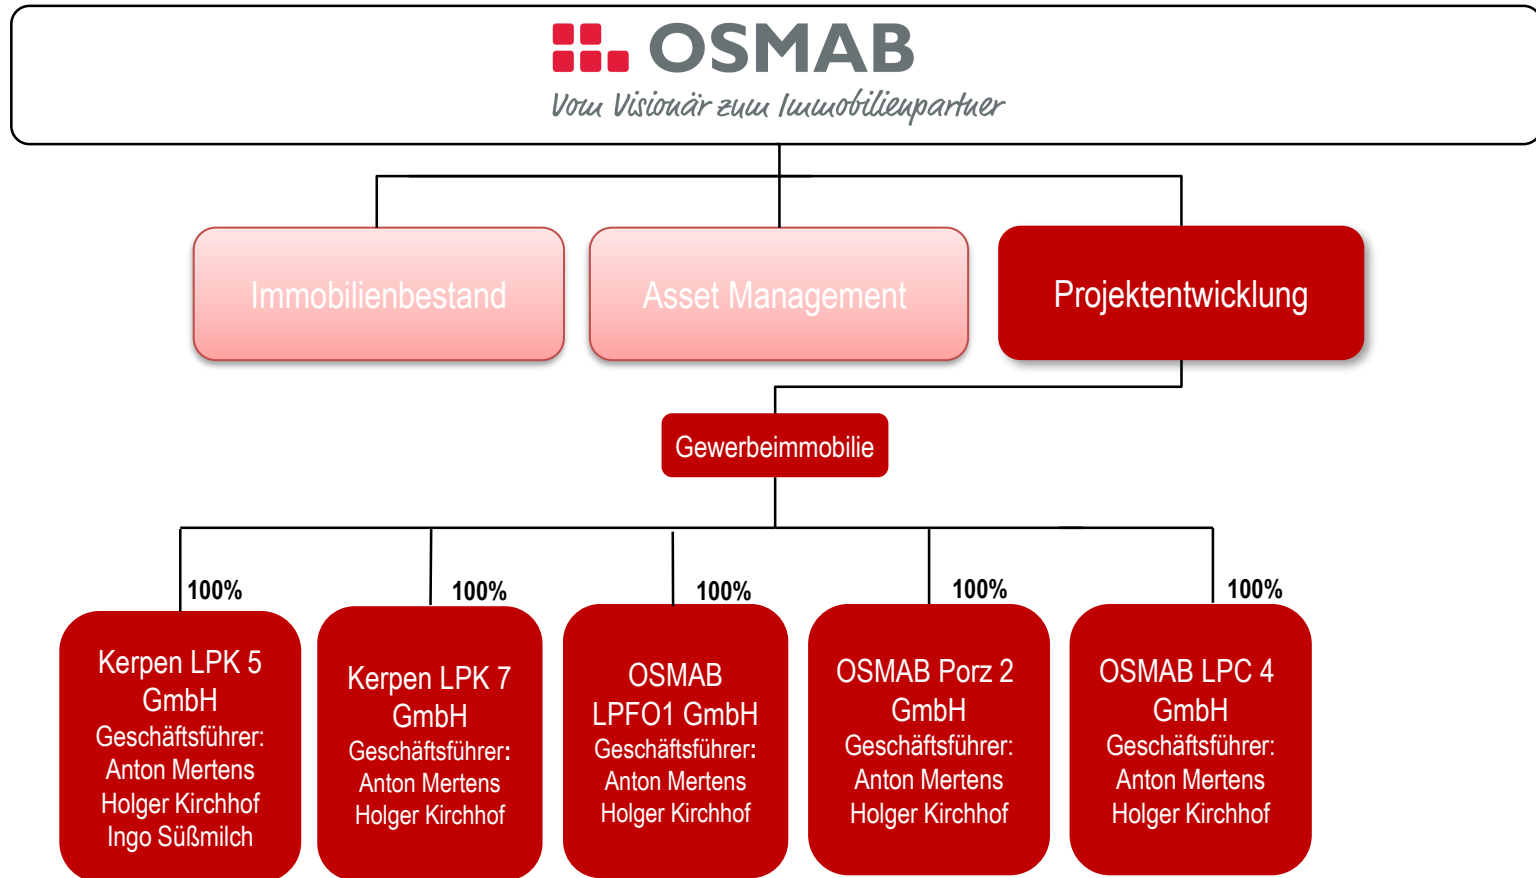 OSMAB
Vom Visionär zum Immobilienpartner
Immobilienbestand
Asset Management
Projektentwicklung
Gewerbeimmobilie
100%
100%
100%
100%
100%
Kerpen LPK 5
GmbH
Geschäftsführer:
Anton Mertens
Holger Kirchhof
Ingo Süßmilch
Kerpen LPK 7
GmbH
Geschäftsführer:
Anton Mertens
Holger Kirchhof
OSMAB
LPFO1 GmbH
Geschäftsführer:
Anton Mertens
Holger Kirchhof
OSMAB Porz 2
GmbH
Geschäftsführer:
Anton Mertens
Holger Kirchhof
OSMAB LPC 4
GmbH
Geschäftsführer:
Anton Mertens
Holger Kirchhof